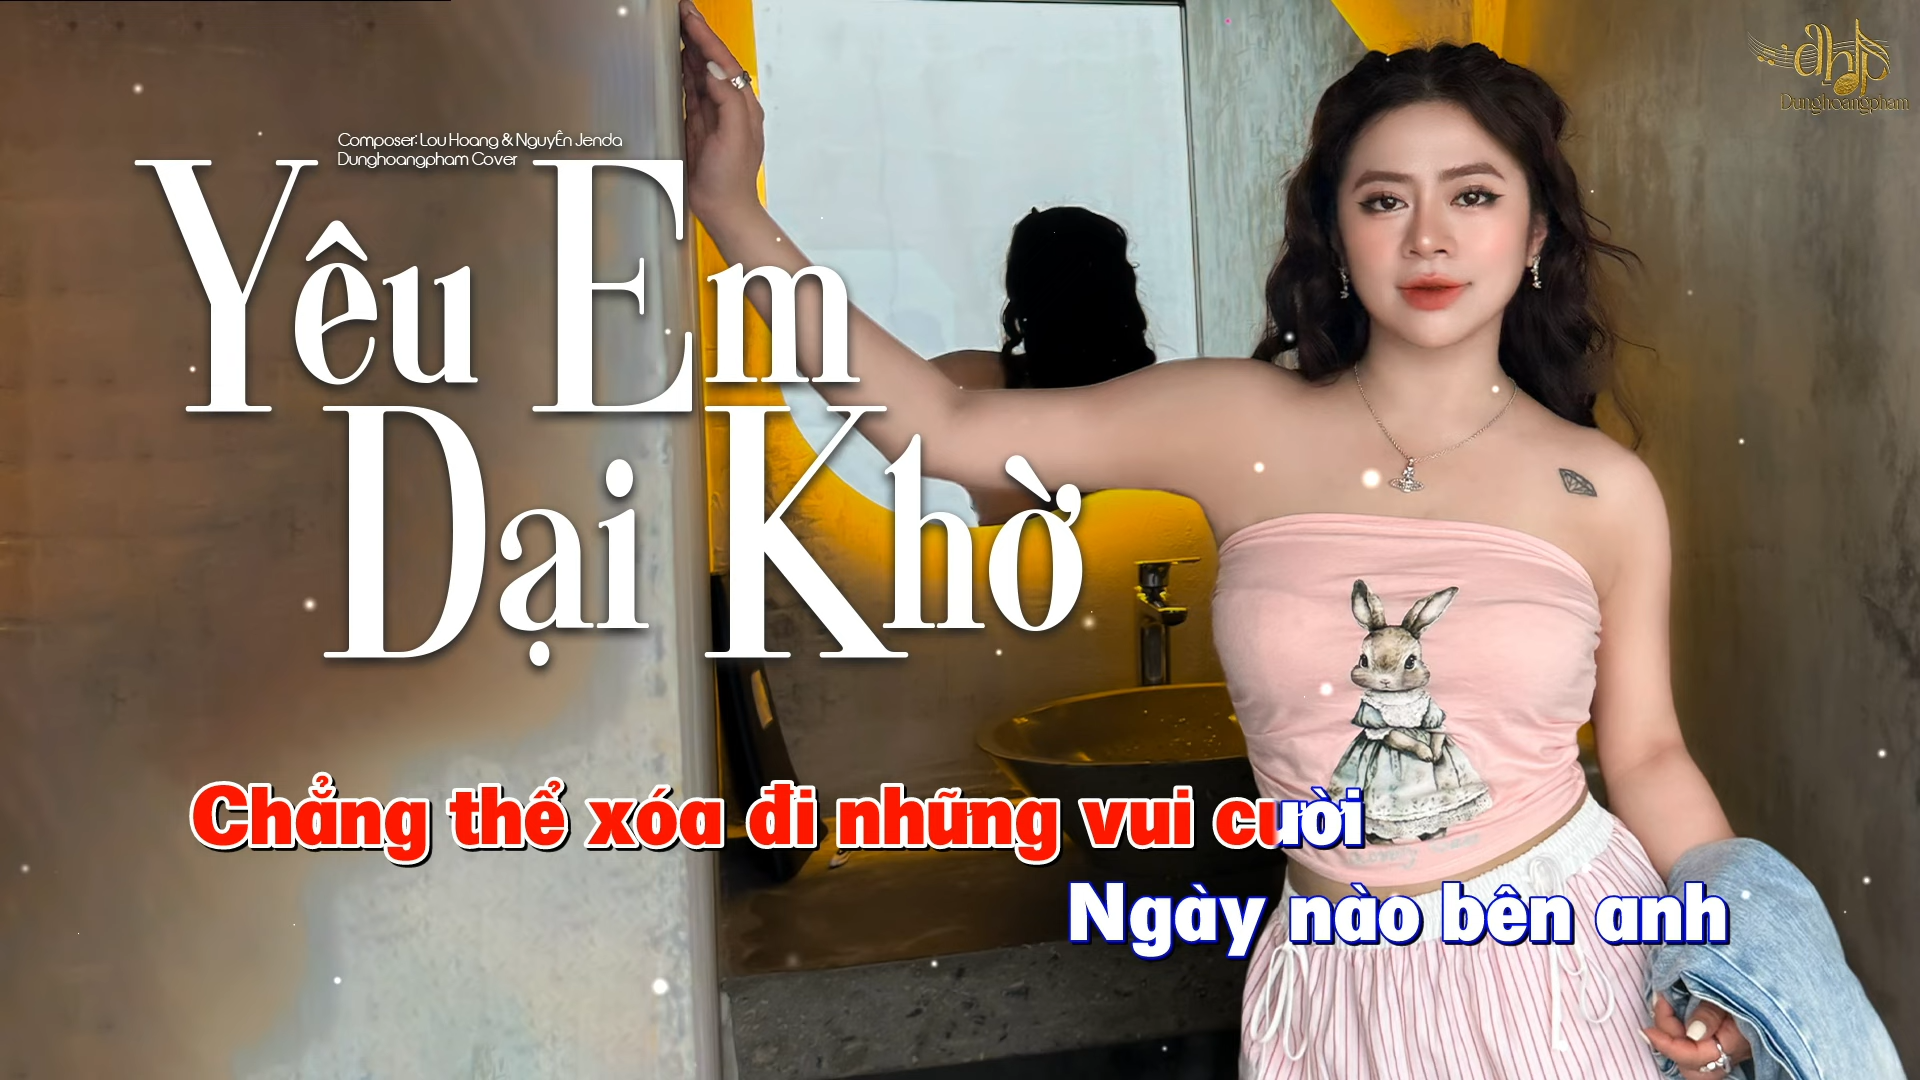 Composer: Lou Hoang & NguyỄn Jenda
Dunghoangpham Cover
Yêu Em
Dại Khờ
Chẳng thể xóa đi những vui cười
Ngày nào bên anh
dhp
Dunghoangpham